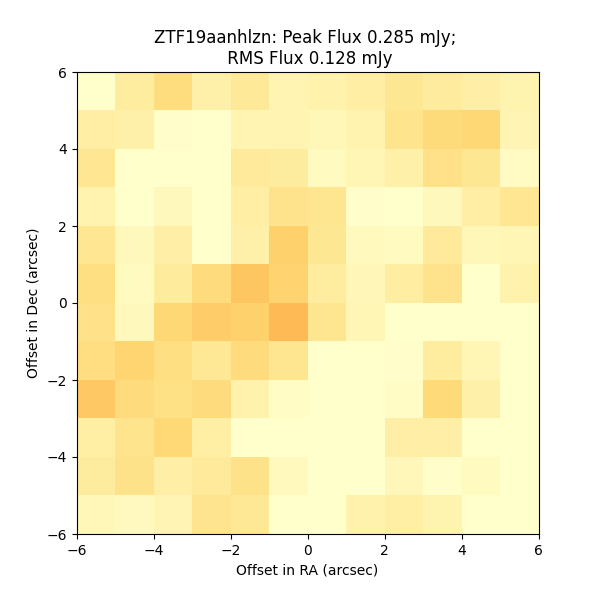 ZTF19aanhlzn: Peak Flux 0.285 mJy;
RMS Flux 0.128 mJy
6
4
2
0
−2
−4
−6
Offset in Dec (arcsec)
−6 −4 −2 0 2 4 6
Offset in RA (arcsec)